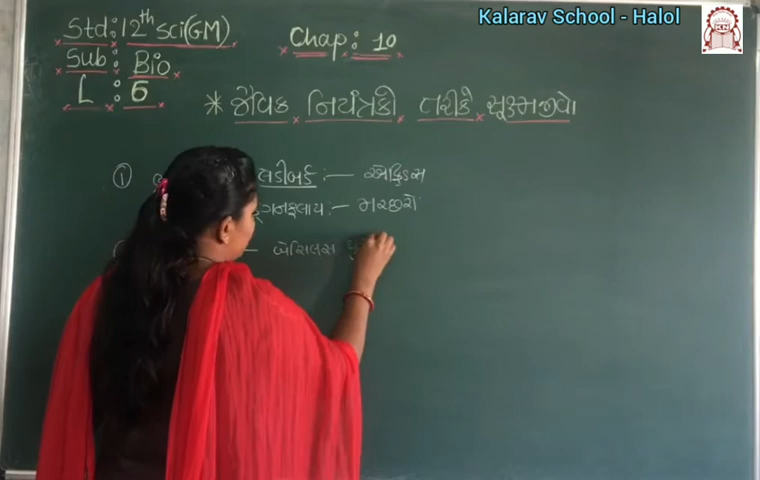 Kalarav School - Halol
Std: 12th sci(GM)
Chap: 10
Sub: Bio
L: 6
* જૈવિક નિયંત્રકો તરીકે સૂક્ષ્મજીવો
① લેડીબર્ડ :— એફિડસ
ગનફ્લાય :— મચ્છરો
— બેસિલસ